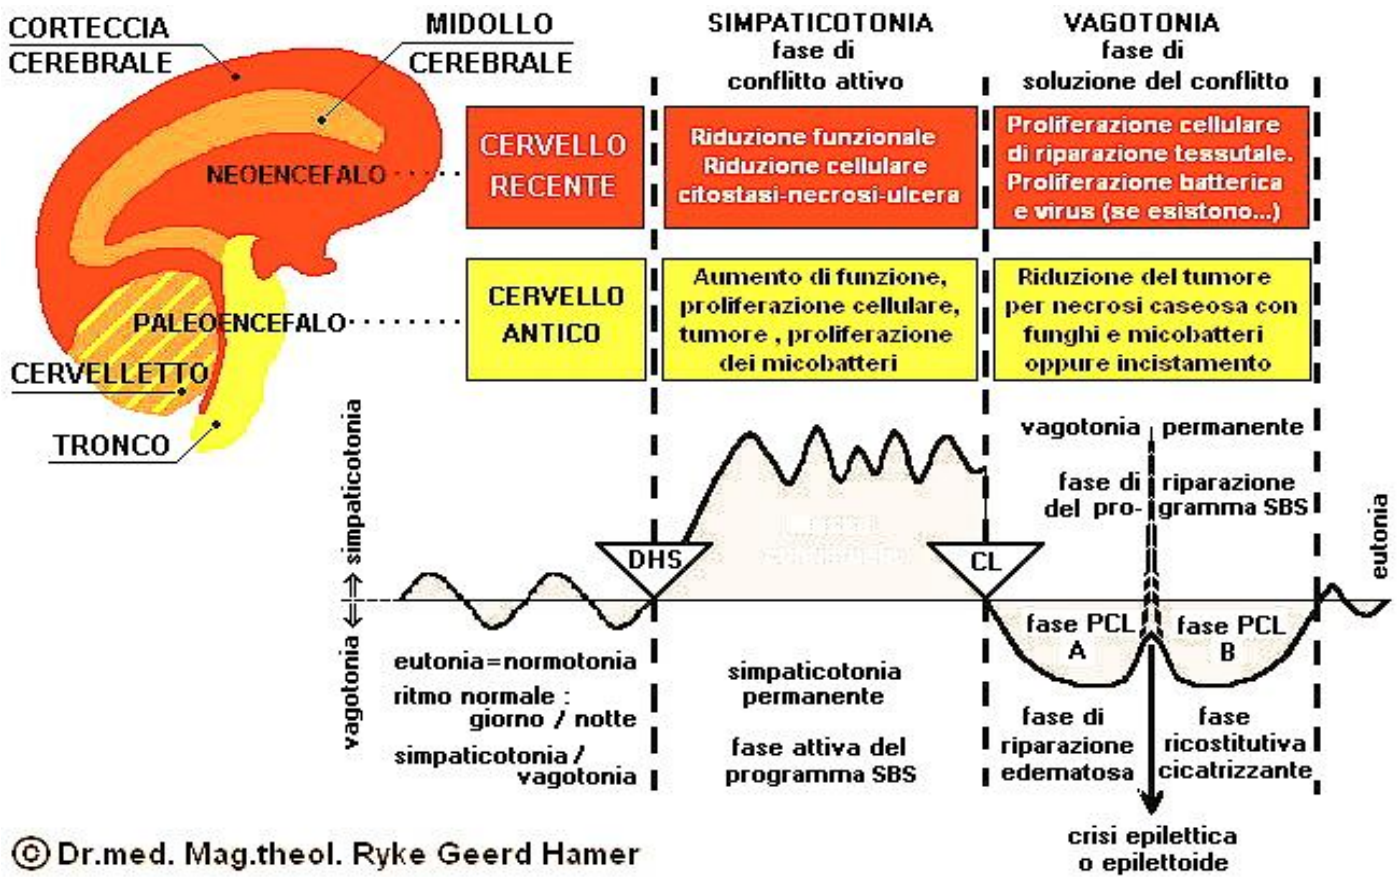 CORTECCIA
CEREBRALE
MIDOLLO
CEREBRALE
NEOENCEFALO
PALEOENCEFALO
CERVELLETTO
TRONCO
SIMPATICOTONIA
fase di
conflitto attivo
VAGOTONIA
fase di
soluzione del conflitto
CERVELLO
RECENTE
Riduzione funzionale
Riduzione cellulare
citostasi-necrosi-ulcera
Proliferazione cellulare
di riparazione tessutale.
Proliferazione batterica
e virus (se esistono...)
CERVELLO
ANTICO
Aumento di funzione,
proliferazione cellulare,
tumore , proliferazione
dei micobatteri
Riduzione del tumore
per necrosi caseosa con
funghi e micobatteri
oppure incistamento
vagotonia ⇐⇒ simpaticotonia
DHS
CL
vagotonia permanente
fase di riparazione
del pro- gramma SBS
eutonia
fase PCL
A
fase PCL
B
eutonia=normotonia
ritmo normale :
giorno / notte
simpaticotonia /
vagotonia
simpaticotonia
permanente
fase attiva del
programma SBS
fase di
riparazione
edematosa
fase
ricostitutiva
cicatrizzante
crisi epilettica
o epilettoide
© Dr.med. Mag.theol. Ryke Geerd Hamer